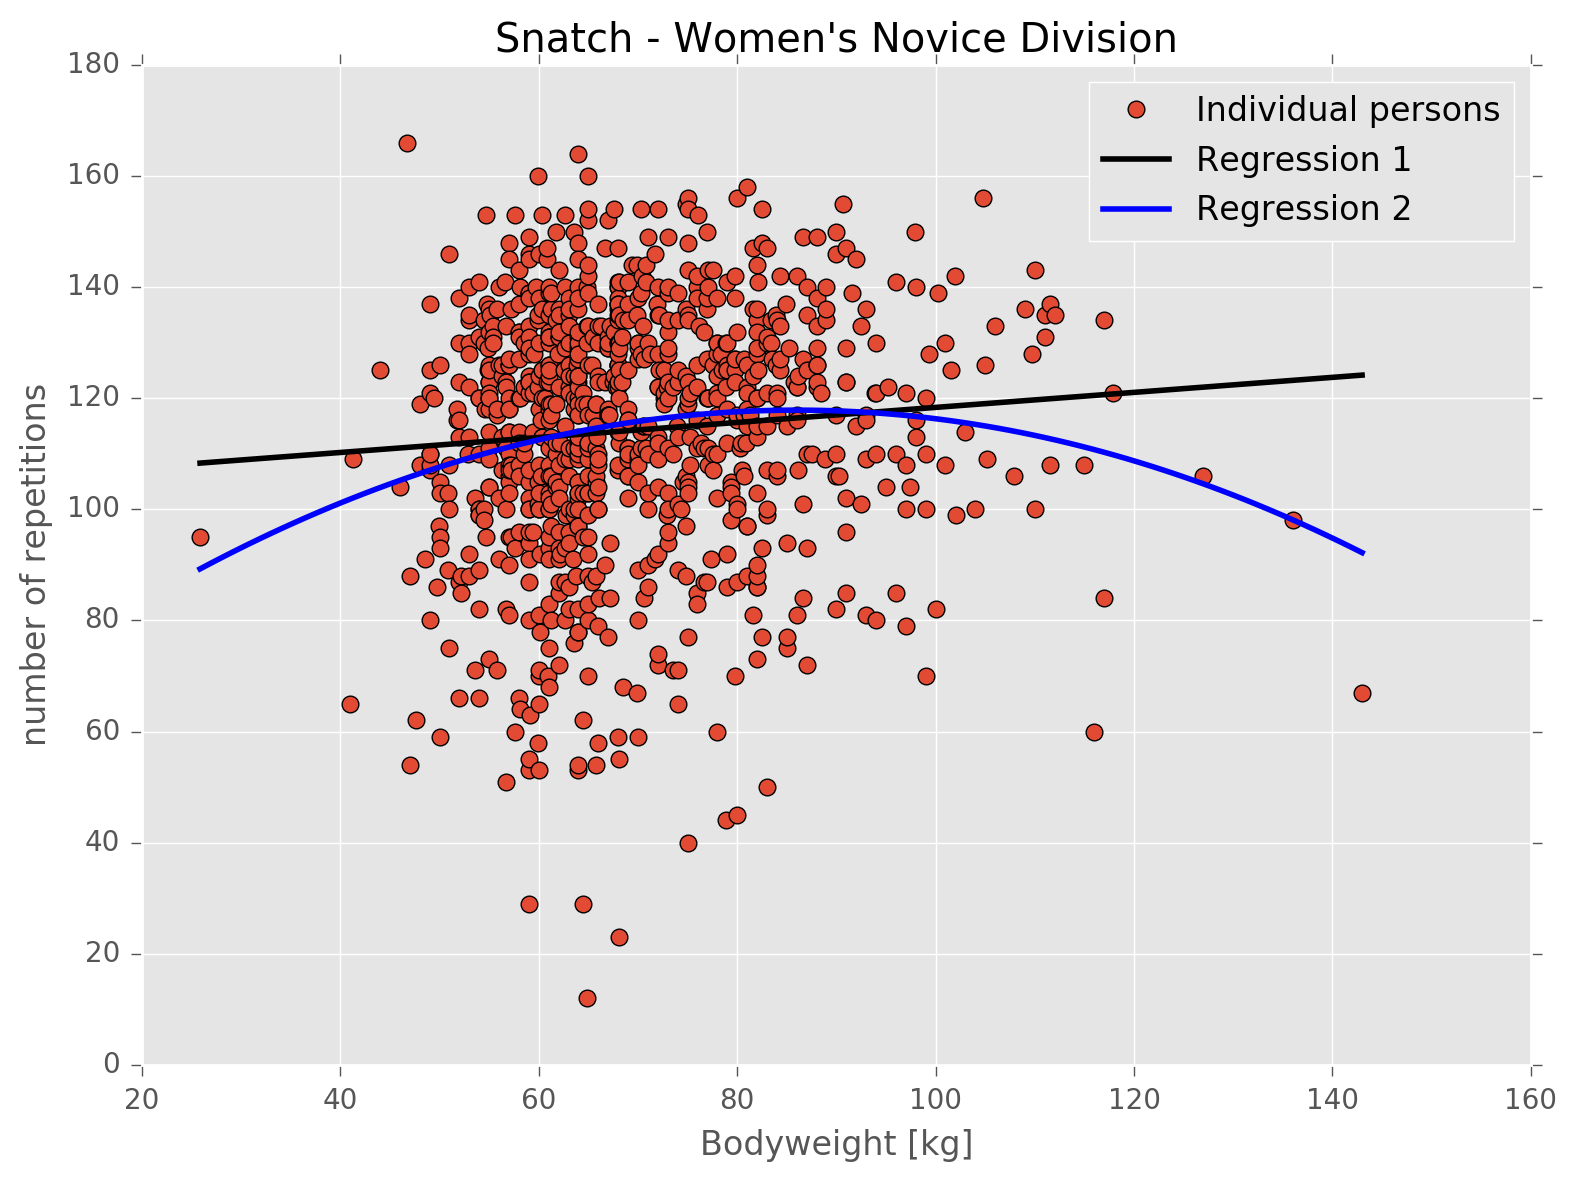 Snatch - Women's Novice Division
Individual persons
Regression 1
Regression 2
180
160
140
120
100
80
60
40
20
0
number of repetitions
20 40 60 80 100 120 140 160
Bodyweight [kg]